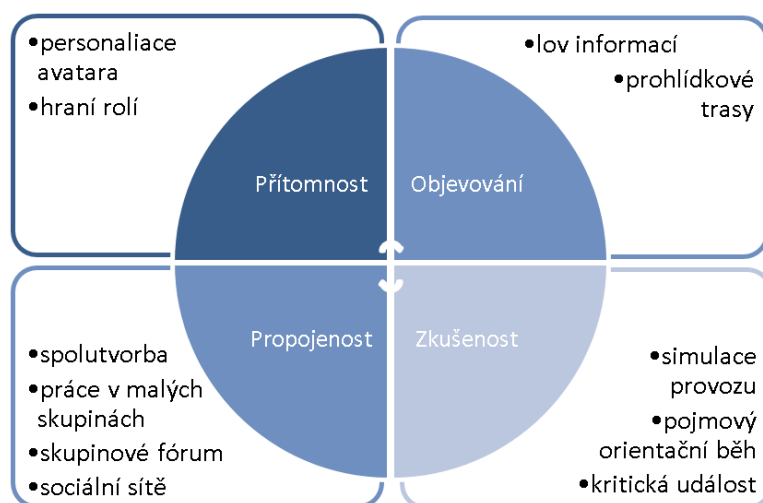 •personaliace
avatara
•hraní rolí
•lov informací
•prohlídkové
trasy
Přítomnost
Objevování
Propojenost
Zkušenost
•spolutvorba
•práce v malých
skupinách
•skupinové fórum
•sociální sítě
•simulace
provozu
•pojmový
orientační běh
•kritická událost